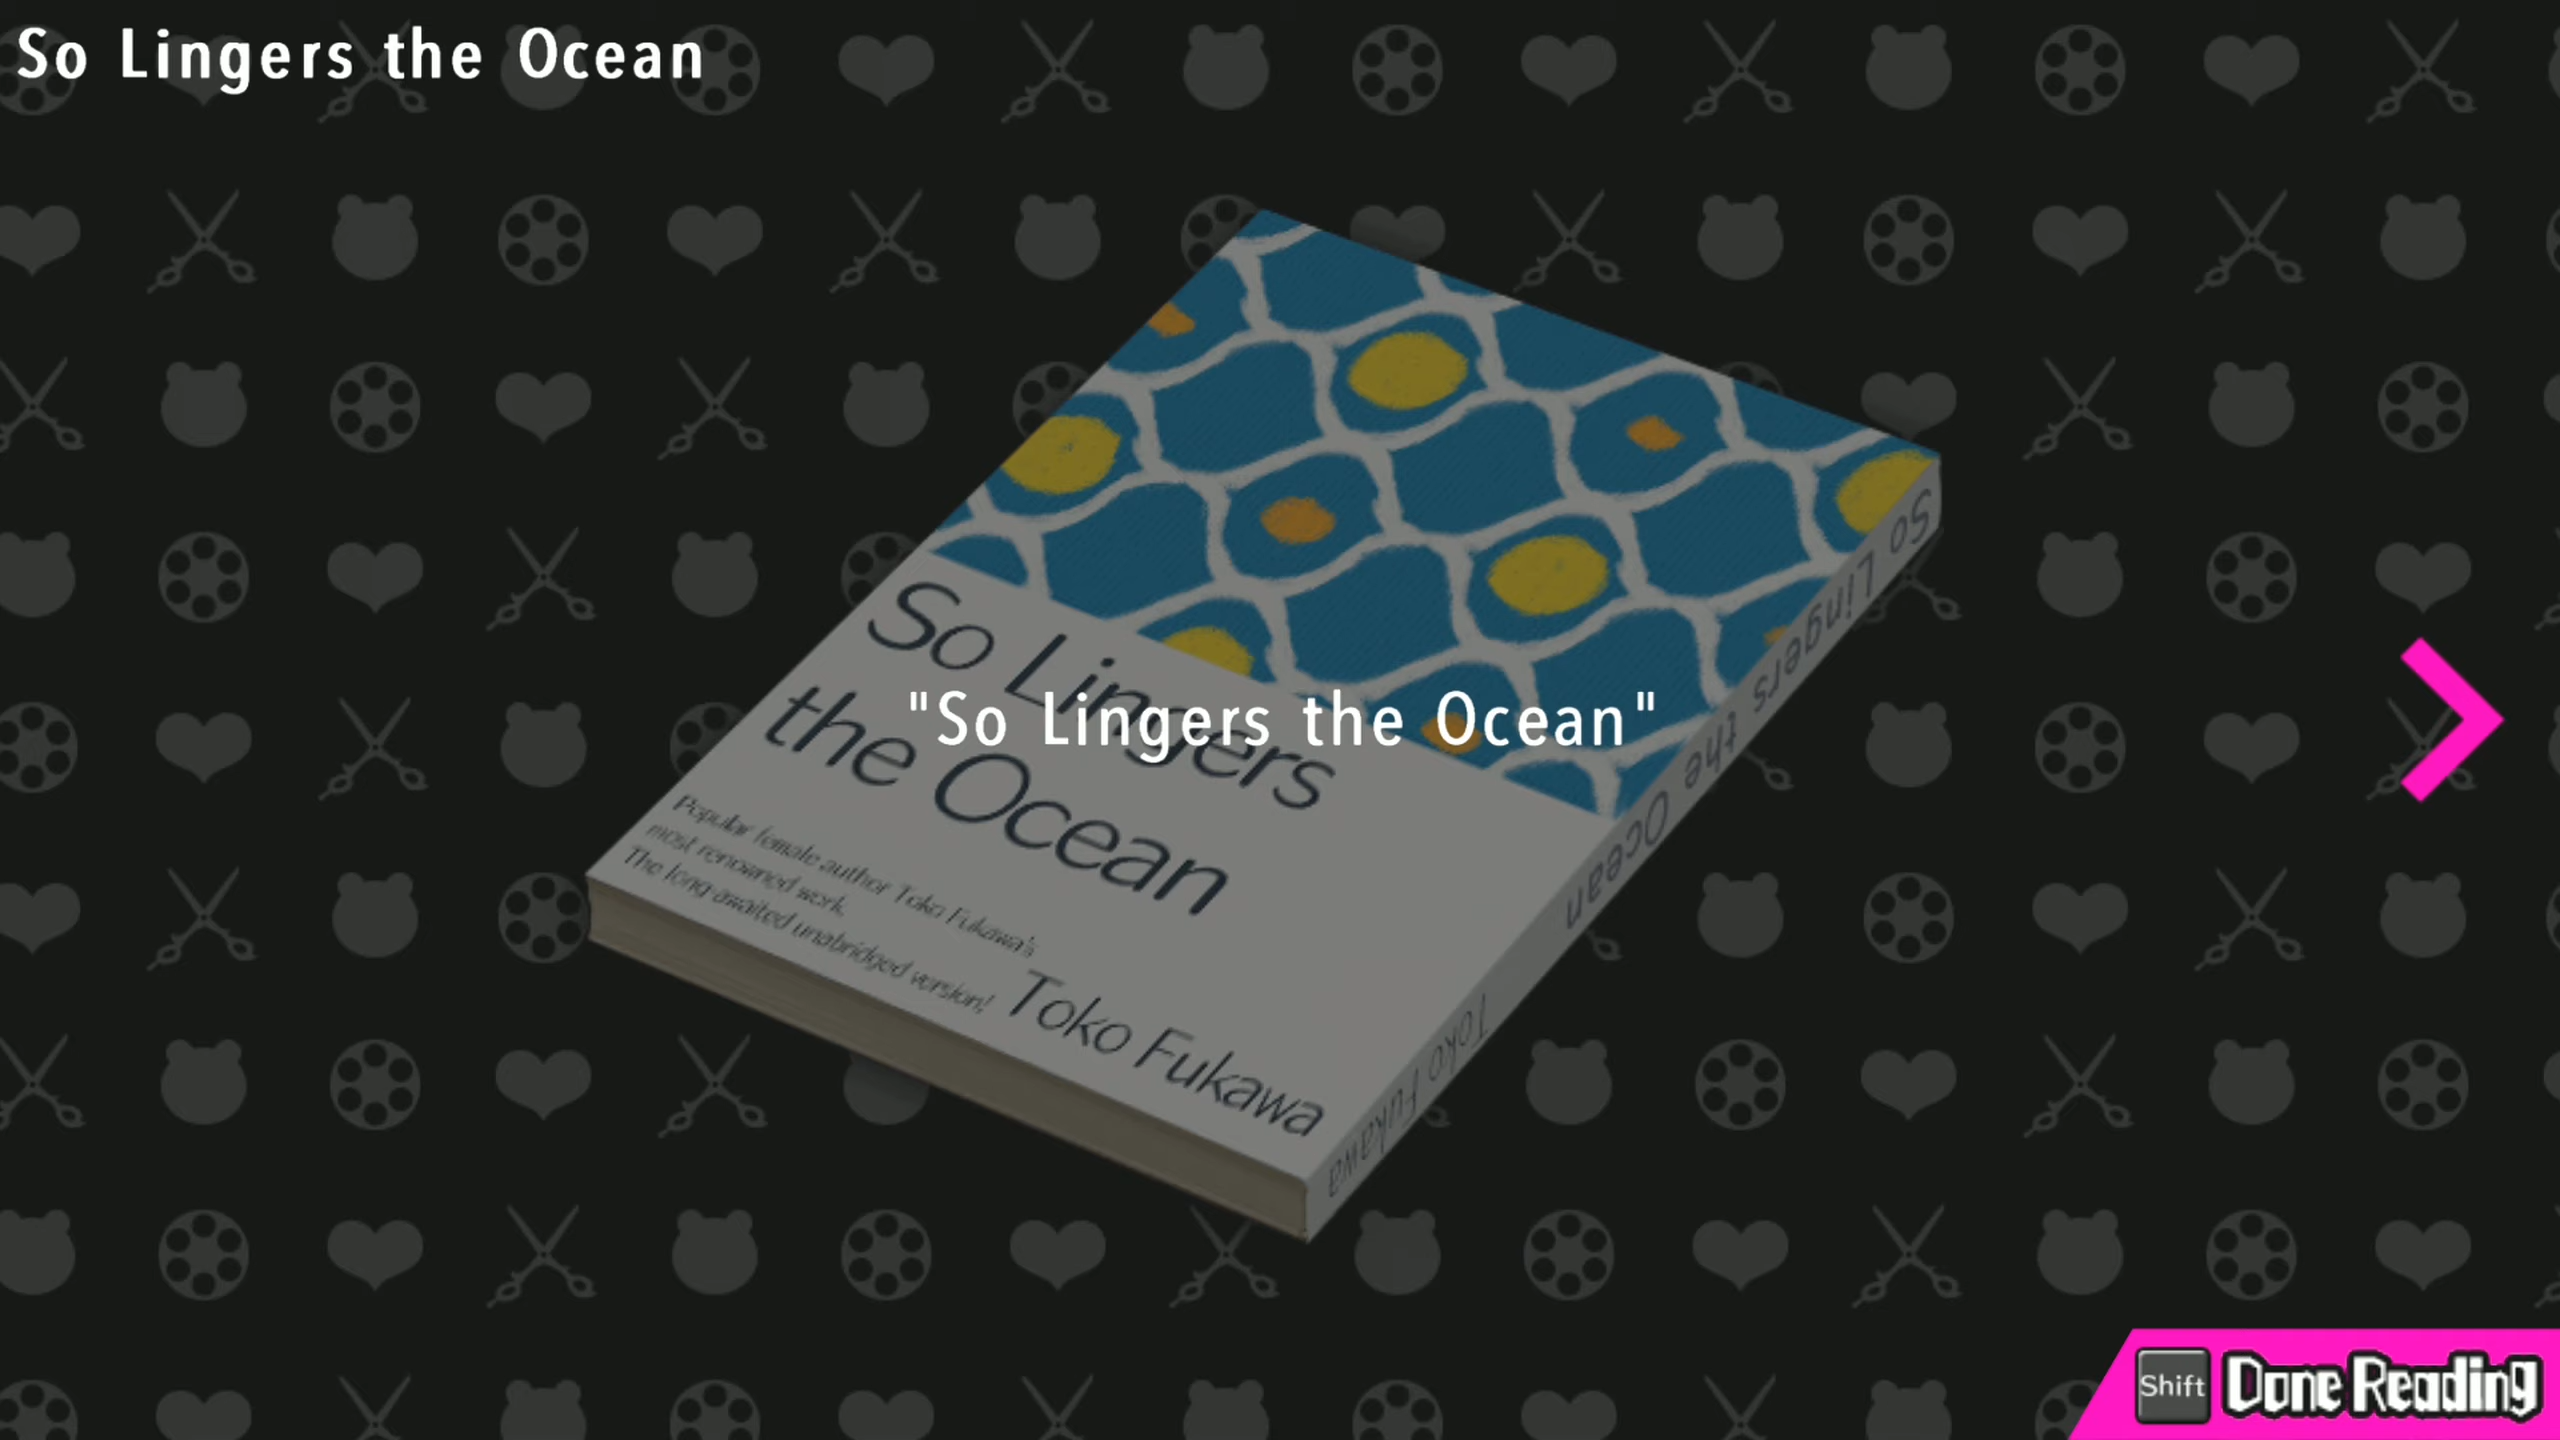 So Lingers the Ocean
So Lingers
the Ocean
"So Lingers the Ocean"
Popular female author Toko Fukawa's
most renowned work.
The long-awaited unabridged version!
Toko Fukawa
So Lingers the Ocean
Toko Fukawa
Shift Done Reading